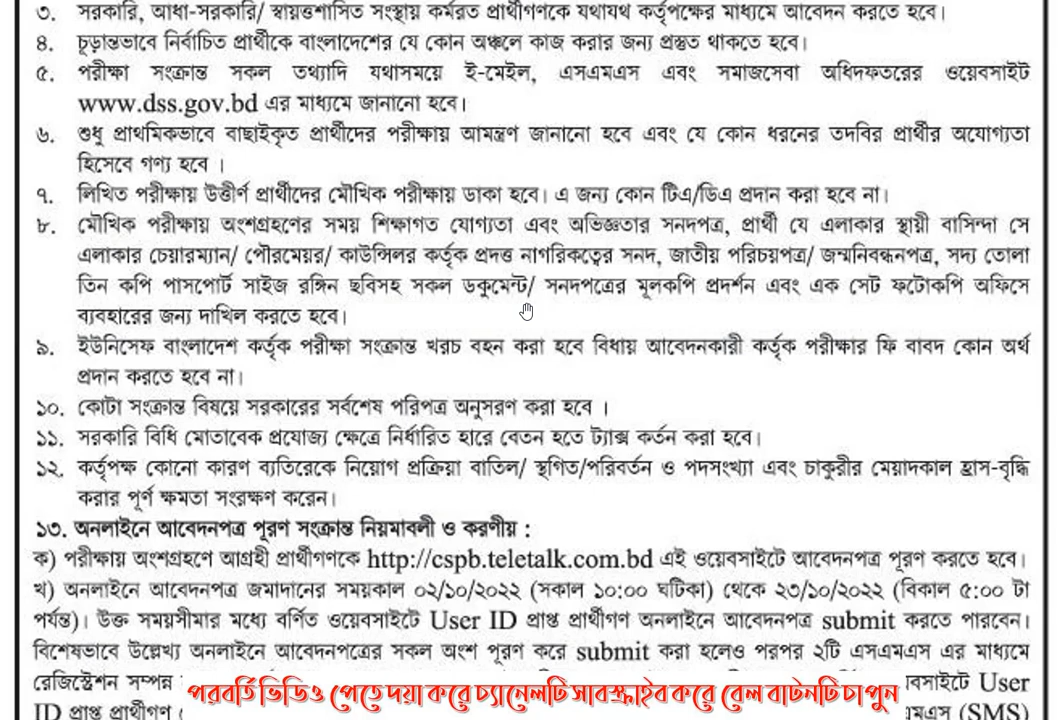 ৩. সরকারি, আধা-সরকারি/ স্বায়ত্তশাসিত সংস্থায় কর্মরত প্রার্থীগণকে যথাযথ কর্তৃপক্ষের মাধ্যমে আবেদন করতে হবে।
৪. চূড়ান্তভাবে নির্বাচিত প্রার্থীকে বাংলাদেশের যে কোন অঞ্চলে কাজ করার জন্য প্রস্তুত থাকতে হবে।
৫. পরীক্ষা সংক্রান্ত সকল তথ্যাদি যথাসময়ে ই-মেইল, এসএমএস এবং সমাজসেবা অধিদফতরের ওয়েবসাইট
www.dss.gov.bd এর মাধ্যমে জানানো হবে।
৬. শুধু প্রাথমিকভাবে বাছাইকৃত প্রার্থীদের পরীক্ষায় আমন্ত্রণ জানানো হবে এবং যে কোন ধরনের তদবির প্রার্থীর অযোগ্যতা
হিসেবে গণ্য হবে ।
৭. লিখিত পরীক্ষায় উত্তীর্ণ প্রার্থীদের মৌখিক পরীক্ষায় ডাকা হবে। এ জন্য কোন টিএ/ডিএ প্রদান করা হবে না।
৮. মৌখিক পরীক্ষায় অংশগ্রহণের সময় শিক্ষাগত যোগ্যতা এবং অভিজ্ঞতার সনদপত্র, প্রার্থী যে এলাকার স্থায়ী বাসিন্দা সে
এলাকার চেয়ারম্যান/ পৌরমেয়র/ কাউন্সিলর কর্তৃক প্রদত্ত নাগরিকত্বের সনদ, জাতীয় পরিচয়পত্র/ জন্মনিবন্ধনপত্র, সদ্য তোলা
তিন কপি পাসপোর্ট সাইজ রঙ্গিন ছবিসহ সকল ডকুমেন্ট/ সনদপত্রের মূলকপি প্রদর্শন এবং এক সেট ফটোকপি অফিসে
ব্যবহারের জন্য দাখিল করতে হবে।
৯. ইউনিসেফ বাংলাদেশ কর্তৃক পরীক্ষা সংক্রান্ত খরচ বহন করা হবে বিধায় আবেদনকারী কর্তৃক পরীক্ষার ফি বাবদ কোন অর্থ
প্রদান করতে হবে না।
১০. কোটা সংক্রান্ত বিষয়ে সরকারের সর্বশেষ পরিপত্র অনুসরণ করা হবে ।
১১. সরকারি বিধি মোতাবেক প্রযোজ্য ক্ষেত্রে নির্ধারিত হারে বেতন হতে ট্যাক্স কর্তন করা হবে।
১২. কর্তৃপক্ষ কোনো কারণ ব্যতিরেকে নিয়োগ প্রক্রিয়া বাতিল/ স্থগিত/পরিবর্তন ও পদসংখ্যা এবং চাকুরীর মেয়াদকাল হ্রাস-বৃদ্ধি
করার পূর্ণ ক্ষমতা সংরক্ষণ করেন।
১৩. অনলাইনে আবেদনপত্র পূরণ সংক্রান্ত নিয়মাবলী ও করণীয় :
ক) পরীক্ষায় অংশগ্রহণে আগ্রহী প্রার্থীগণকে http://cspb.teletalk.com.bd এই ওয়েবসাইটে আবেদনপত্র পূরণ করতে হবে।
খ) অনলাইনে আবেদনপত্র জমাদানের সময়কাল ০২/১০/২০২২ (সকাল ১০:০০ ঘটিকা) থেকে ২৩/১০/২০২২ (বিকাল ৫:০০ টা
পর্যন্ত)। উক্ত সময়সীমার মধ্যে বর্ণিত ওয়েবসাইটে User ID প্রাপ্ত প্রার্থীগণ অনলাইনে আবেদনপত্র submit করতে পারবেন।
বিশেষভাবে উল্লেখ্য অনলাইনে আবেদনপত্রের সকল অংশ পূরণ করে submit করা হলেও পরপর ২টি এসএমএস এর মাধ্যমে
রেজিস্ট্রেশন সম্পন্ন বসাইটে User
পরবর্তি ভিডিও পেতে দয়া করে চ্যানেলটি সাবস্ক্রাইব করে বেল বাটনটি চাপুন
ID প্রাপ্ত প্রার্থীগণ এমএস (SMS)